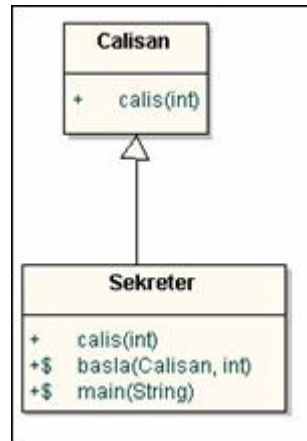 Calisan
+ calis(int)
Sekreter
+ calis(int)
+$ basla(Calisan, int)
+$ main(String)